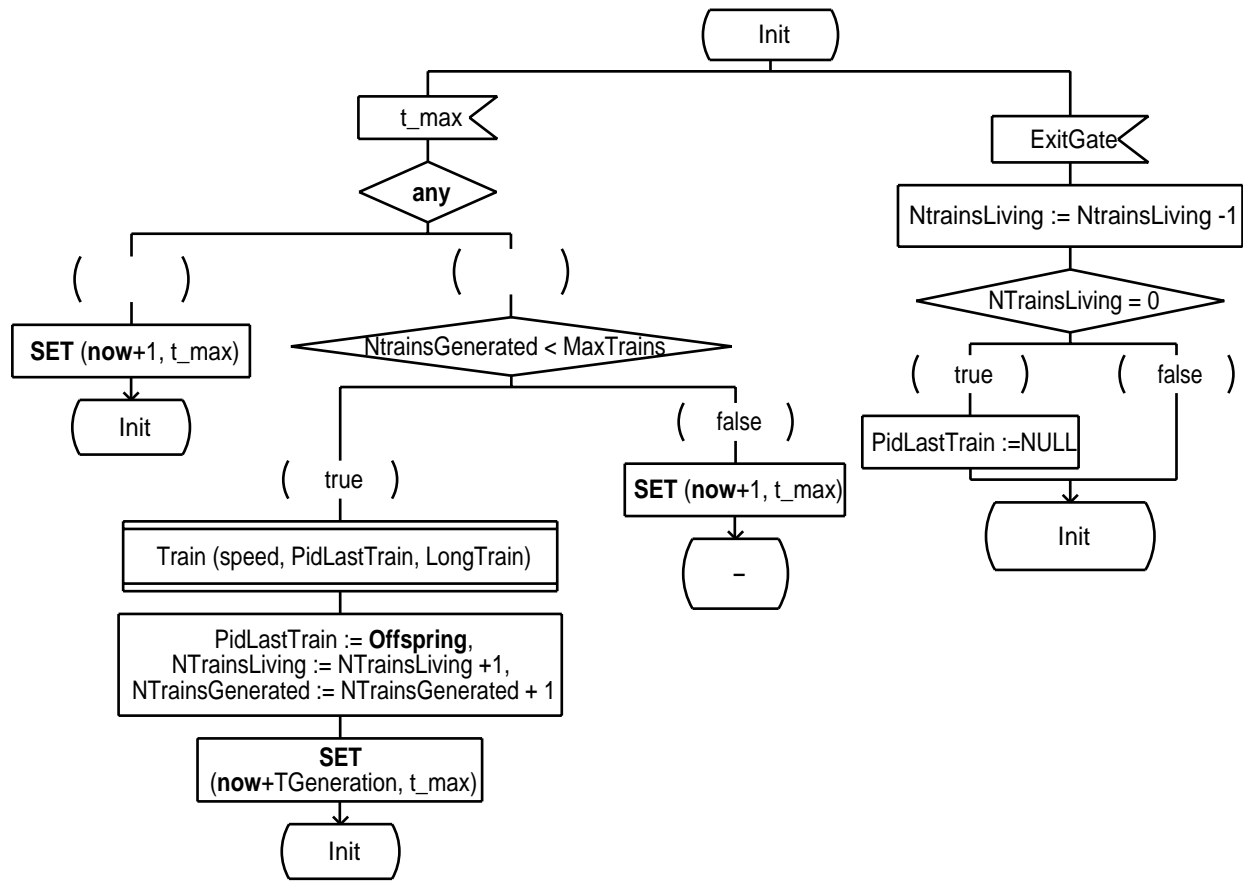 Init
t_max
ExitGate
any
NtrainsLiving := NtrainsLiving -1
( )
( )
NTrainsLiving = 0
SET (now+1, t_max)
NtrainsGenerated < MaxTrains
( true )
( false )
Init
( false )
PidLastTrain :=NULL
( true )
SET (now+1, t_max)
Init
Train (speed, PidLastTrain, LongTrain)
–
PidLastTrain := Offspring,
NTrainsLiving := NTrainsLiving +1,
NTrainsGenerated := NTrainsGenerated + 1
SET
(now+TGeneration, t_max)
Init